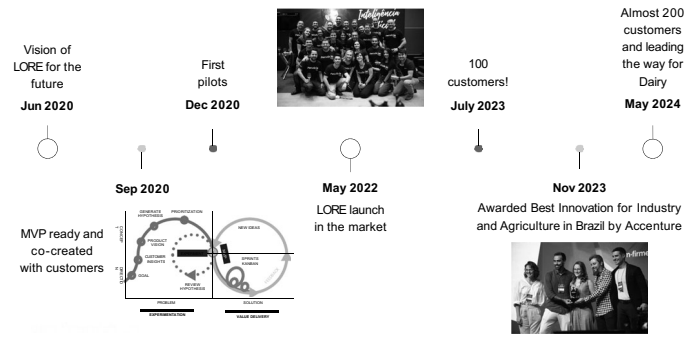 Vision of
LORE for the
future
Jun 2020
First
pilots
Dec 2020
Inteligência
100
customers!
July 2023
Almost 200
customers
and leading
the way for
Dairy
May 2024
Sep 2020
MVP ready and
co-created
with customers
GENERATE
HYPOTHESIS
PRIORITIZATION
PRODUCT
VISION
CUSTOMER
INSIGHTS
GOAL
REVIEW
HYPOTHESIS
NEW IDEAS
SPRINTS
KANBAN
PROBLEM
SOLUTION
EXPERIMENTATION
VALUE DELIVERY
May 2022
LORE launch
in the market
Nov 2023
Awarded Best Innovation for Industry
and Agriculture in Brazil by Accenture